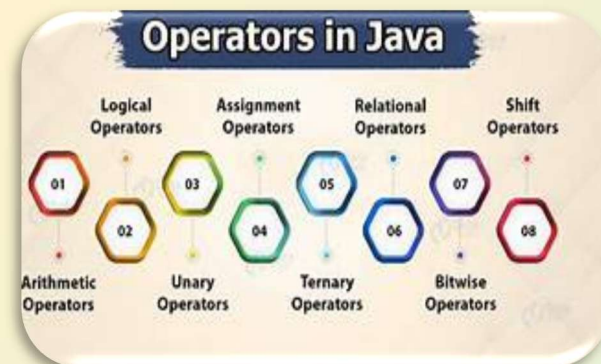 Operators in Java
Logical
Operators
Assignment
Operators
Relational
Operators
Shift
Operators
01
02
03
04
05
06
07
08
Arithmetic
Operators
Unary
Operators
Ternary
Operators
Bitwise
Operators